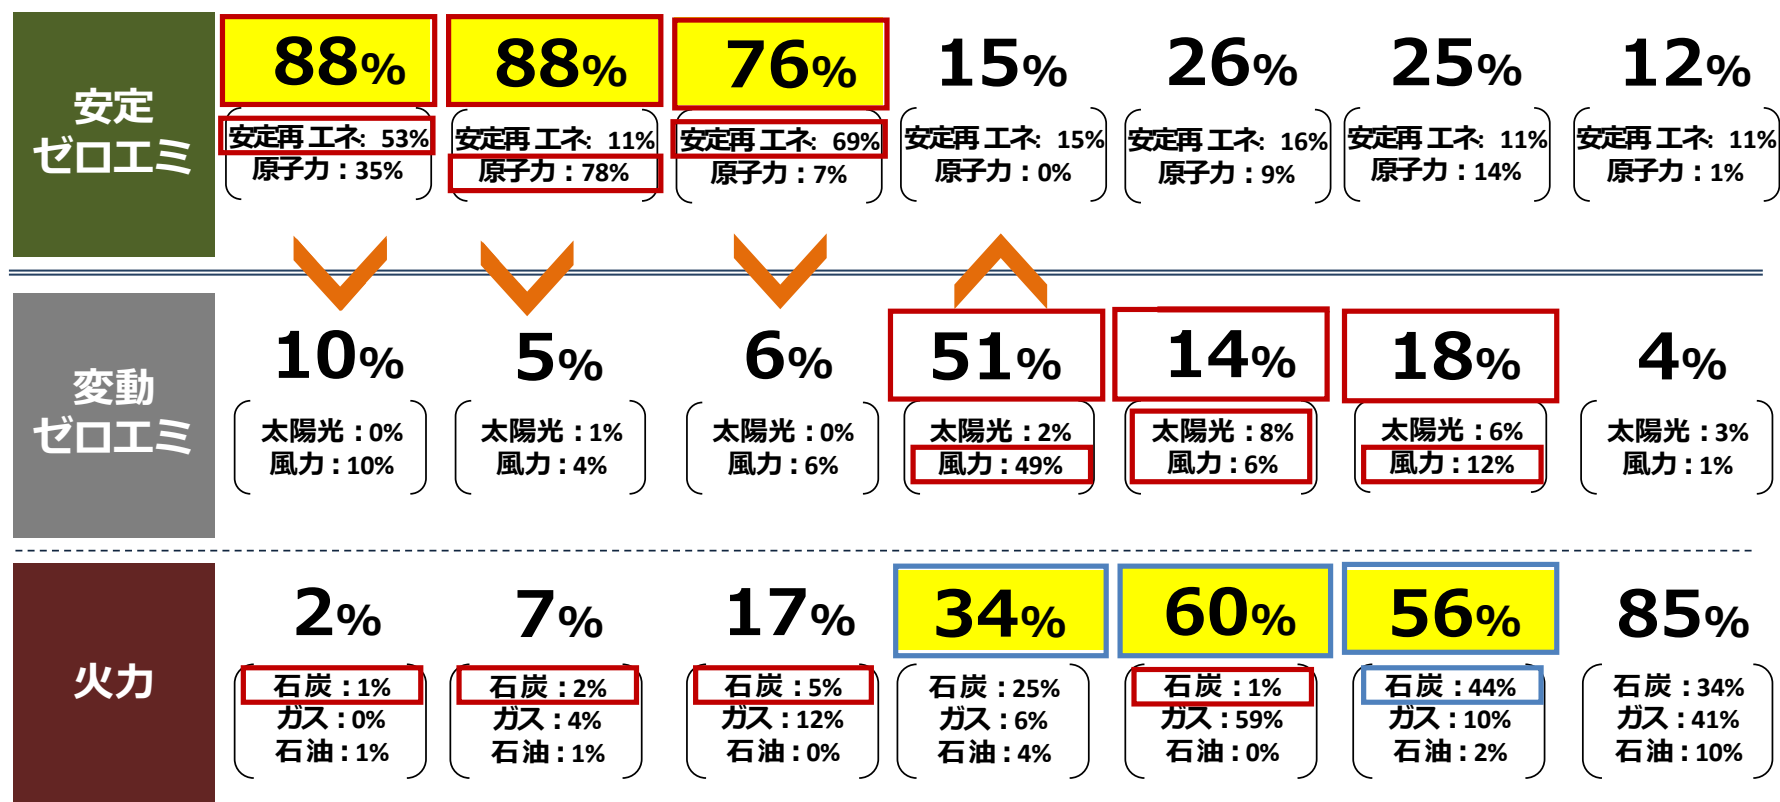 安定
ゼロエミ
88%
88%
76%
15%
26%
25%
12%
安定再エネ: 53%
原子力：35%
安定再エネ: 11%
原子力：78%
安定再エネ: 69%
原子力：7%
安定再エネ: 15%
原子力：0%
安定再エネ: 16%
原子力：9%
安定再エネ: 11%
原子力：14%
安定再エネ: 11%
原子力：1%
変動
ゼロエミ
10%
5%
6%
51%
14%
18%
4%
太陽光：0%
風力：10%
太陽光：1%
風力：4%
太陽光：0%
風力：6%
太陽光：2%
風力：49%
太陽光：8%
風力：6%
太陽光：6%
風力：12%
太陽光：3%
風力：1%
火力
2%
7%
17%
34%
60%
56%
85%
石炭：1%
ガス：0%
石油：1%
石炭：2%
ガス：4%
石油：1%
石炭：5%
ガス：12%
石油：0%
石炭：25%
ガス：6%
石油：4%
石炭：1%
ガス：59%
石油：0%
石炭：44%
ガス：10%
石油：2%
石炭：34%
ガス：41%
石油：10%